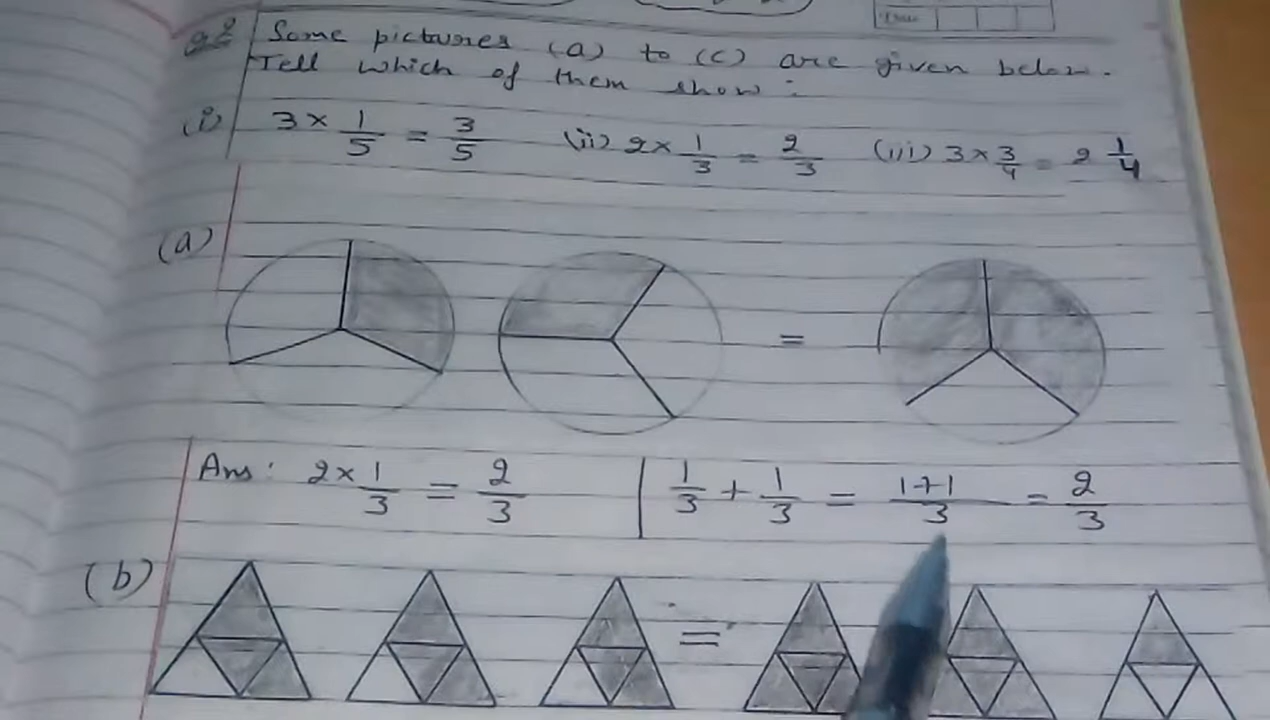 Q2 Some pictures (a) to (c) are given below.
Tell which of them show :
(i) 3 × 1/5 = 3/5 (ii) 2 × 1/3 = 2/3 (iii) 3 × 3/4 = 2 1/4
(a)
=
Ans: 2 × 1/3 = 2/3 | 1/3 + 1/3 = 1+1/3 = 2/3
(b)
=